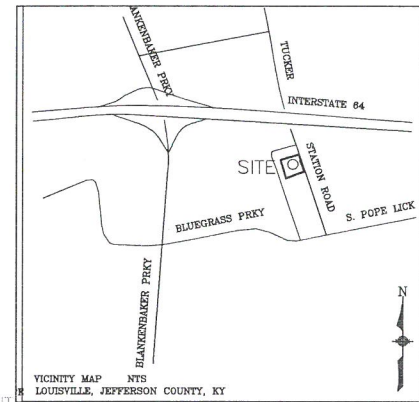 ANKENBAKER PRKY
TUCKER
INTERSTATE 64
STATION ROAD
SITE
BLUEGRASS PRKY
S. POPE LICK
BLANKENBAKER PRKY
N
VICINITY MAP NTS
LOUISVILLE, JEFFERSON COUNTY, KY